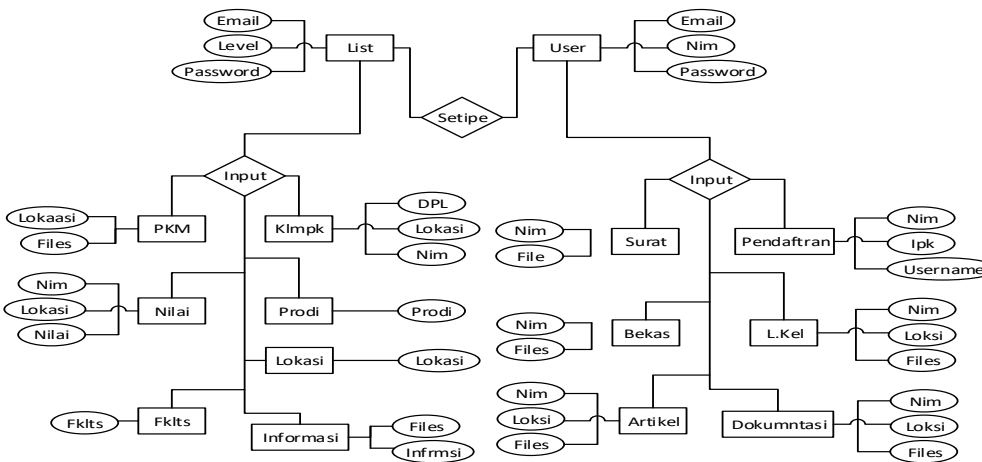 Email
Level
Password
List
User
Email
Nim
Password
Setipe
Input
Lokaasi
Files
PKM
Klmpk
DPL
Lokasi
Nim
Nim
Lokasi
Nilai
Nilai
Prodi
Prodi
Lokasi
Lokasi
Fklts
Fklts
Informasi
Files
Infrmsi
Input
Nim
File
Surat
Pendaftran
Nim
Ipk
Username
Nim
Files
Bekas
L.Kel
Nim
Loksi
Files
Nim
Loksi
Files
Artikel
Dokumntasi
Nim
Loksi
Files